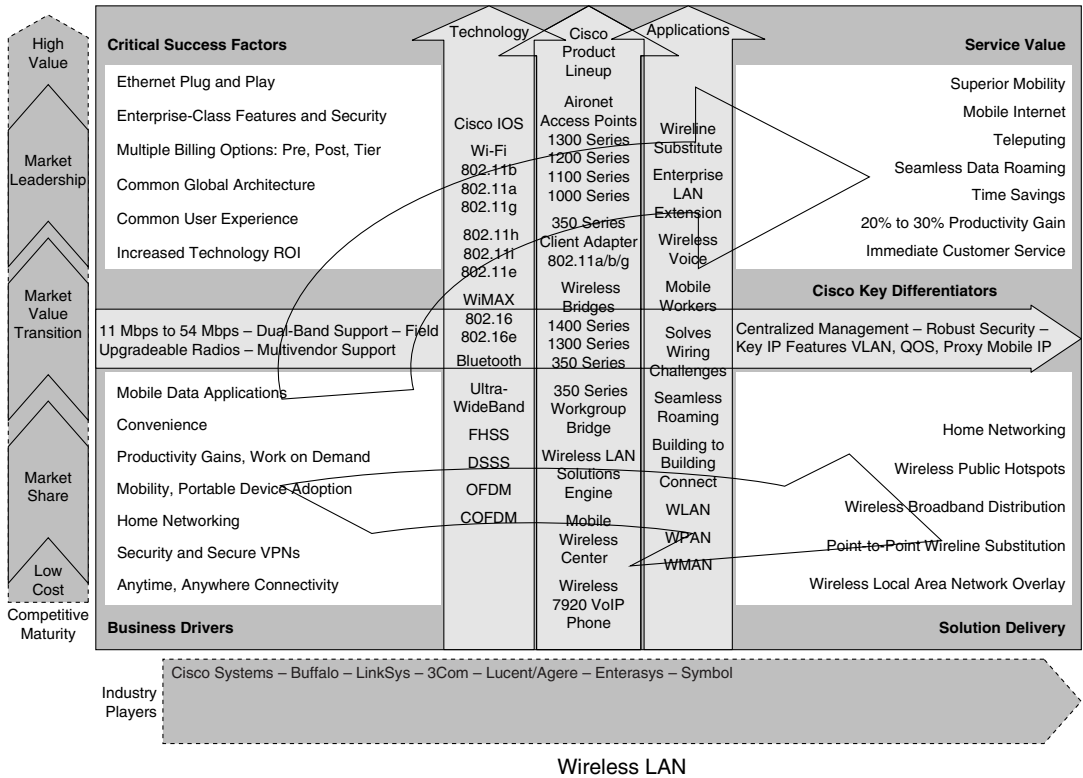 High
Value
Market
Leadership
Market
Value
Transition
Market
Share
Low
Cost
Competitive
Maturity
Critical Success Factors
Ethernet Plug and Play
Enterprise-Class Features and Security
Multiple Billing Options: Pre, Post, Tier
Common Global Architecture
Common User Experience
Increased Technology ROI
11 Mbps to 54 Mbps – Dual-Band Support – Field
Upgradeable Radios – Multivendor Support
Mobile Data Applications
Convenience
Productivity Gains, Work on Demand
Mobility, Portable Device Adoption
Home Networking
Security and Secure VPNs
Anytime, Anywhere Connectivity
Business Drivers
Technology
Cisco IOS
Wi-Fi
802.11b
802.11a
802.11g
802.11h
802.11i
802.11e
WiMAX
802.16
802.16e
Bluetooth
Ultra-
WideBand
FHSS
DSSS
OFDM
COFDM
Cisco
Product
Lineup
Aironet
Access Points
1300 Series
1200 Series
1100 Series
1000 Series
350 Series
Client Adapter
802.11a/b/g
Wireless
Bridges
1400 Series
1300 Series
350 Series
350 Series
Workgroup
Bridge
Wireless LAN
Solutions
Engine
Mobile
Wireless
Center
Wireless
7920 VoIP
Phone
Applications
Wireline
Substitute
Enterprise
LAN
Extension
Wireless
Voice
Mobile
Workers
Solves
Wiring
Challenges
Seamless
Roaming
Building to
Building
Connect
WLAN
WPAN
WMAN
Service Value
Superior Mobility
Mobile Internet
Teleputing
Seamless Data Roaming
Time Savings
20% to 30% Productivity Gain
Immediate Customer Service
Cisco Key Differentiators
Centralized Management – Robust Security –
Key IP Features VLAN, QOS, Proxy Mobile IP
Home Networking
Wireless Public Hotspots
Wireless Broadband Distribution
Point-to-Point Wireline Substitution
Wireless Local Area Network Overlay
Solution Delivery
Industry
Players
Cisco Systems – Buffalo – LinkSys – 3Com – Lucent/Agere – Enterasys – Symbol
Wireless LAN